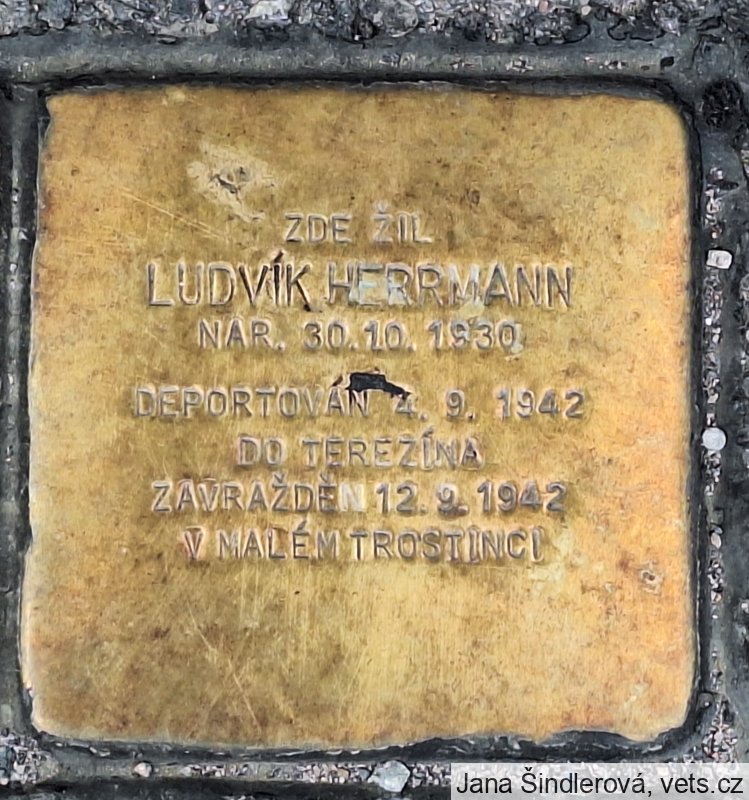 ZDE ŽIL
LUDVÍK HERRMANN
NAR. 30.10. 1930
DEPORTOVÁN 4. 9. 1942
DO TEREZÍNA
ZAVRAŽDĚN 12. 9. 1942
V MALÉM TROSTINCI
Jana Šindlerová, vets.cz